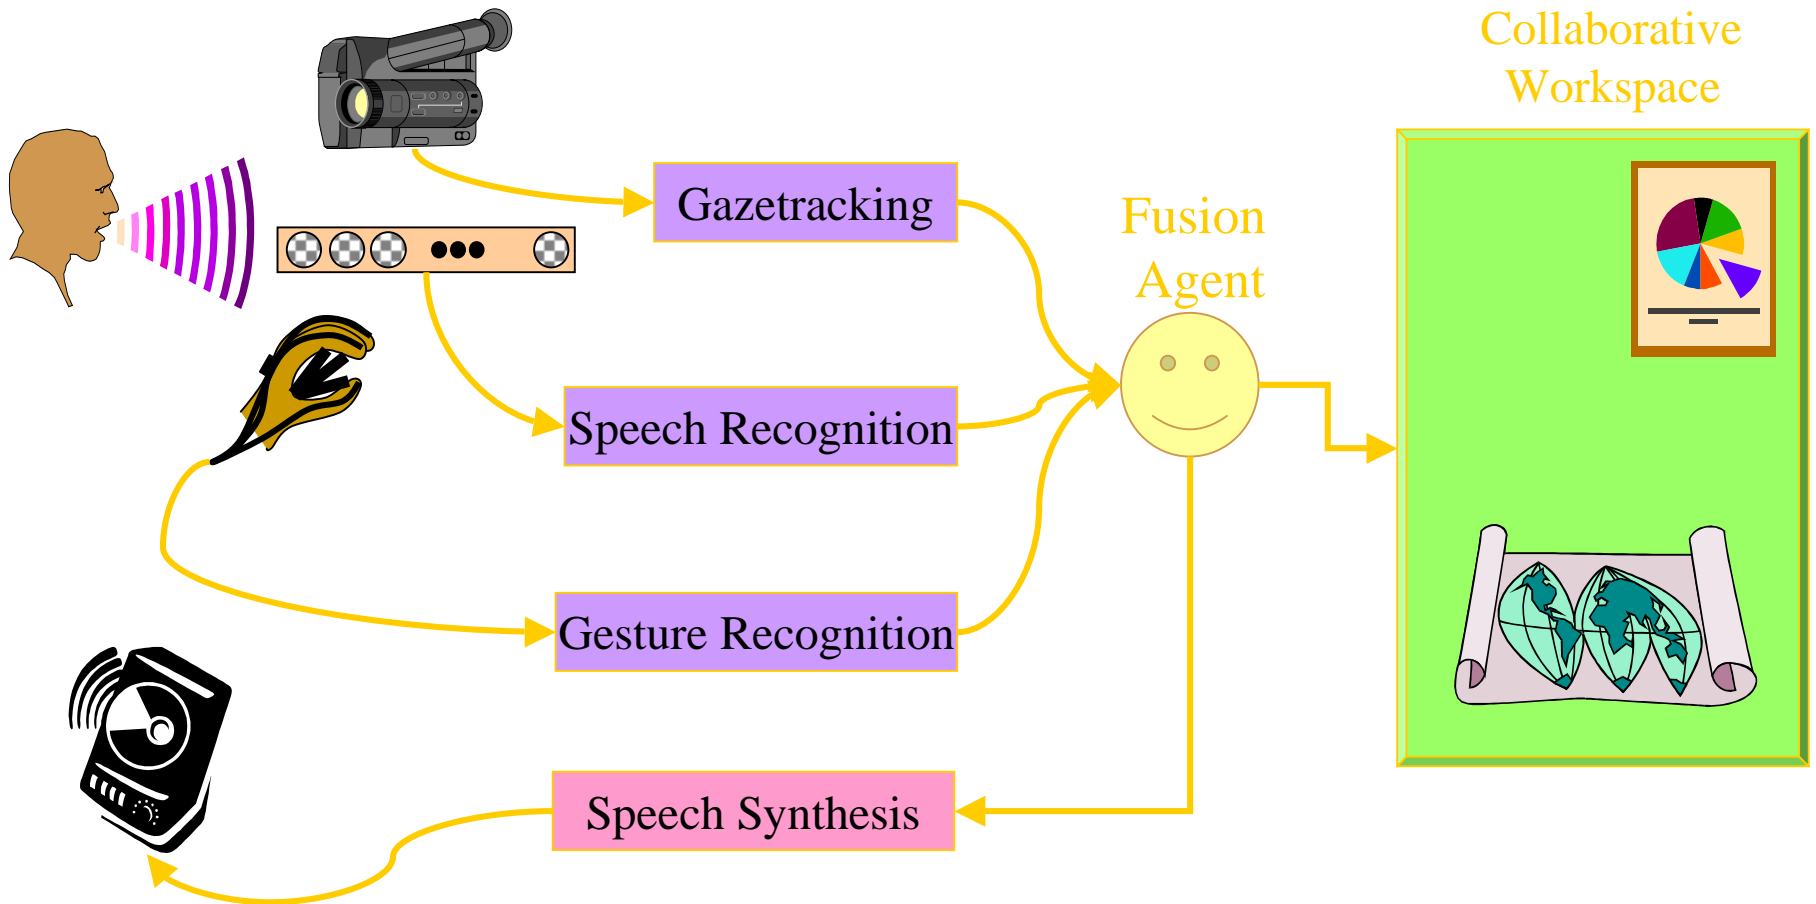 Collaborative
Workspace
Gazetracking
Fusion
Agent
Speech Recognition
Gesture Recognition
Speech Synthesis